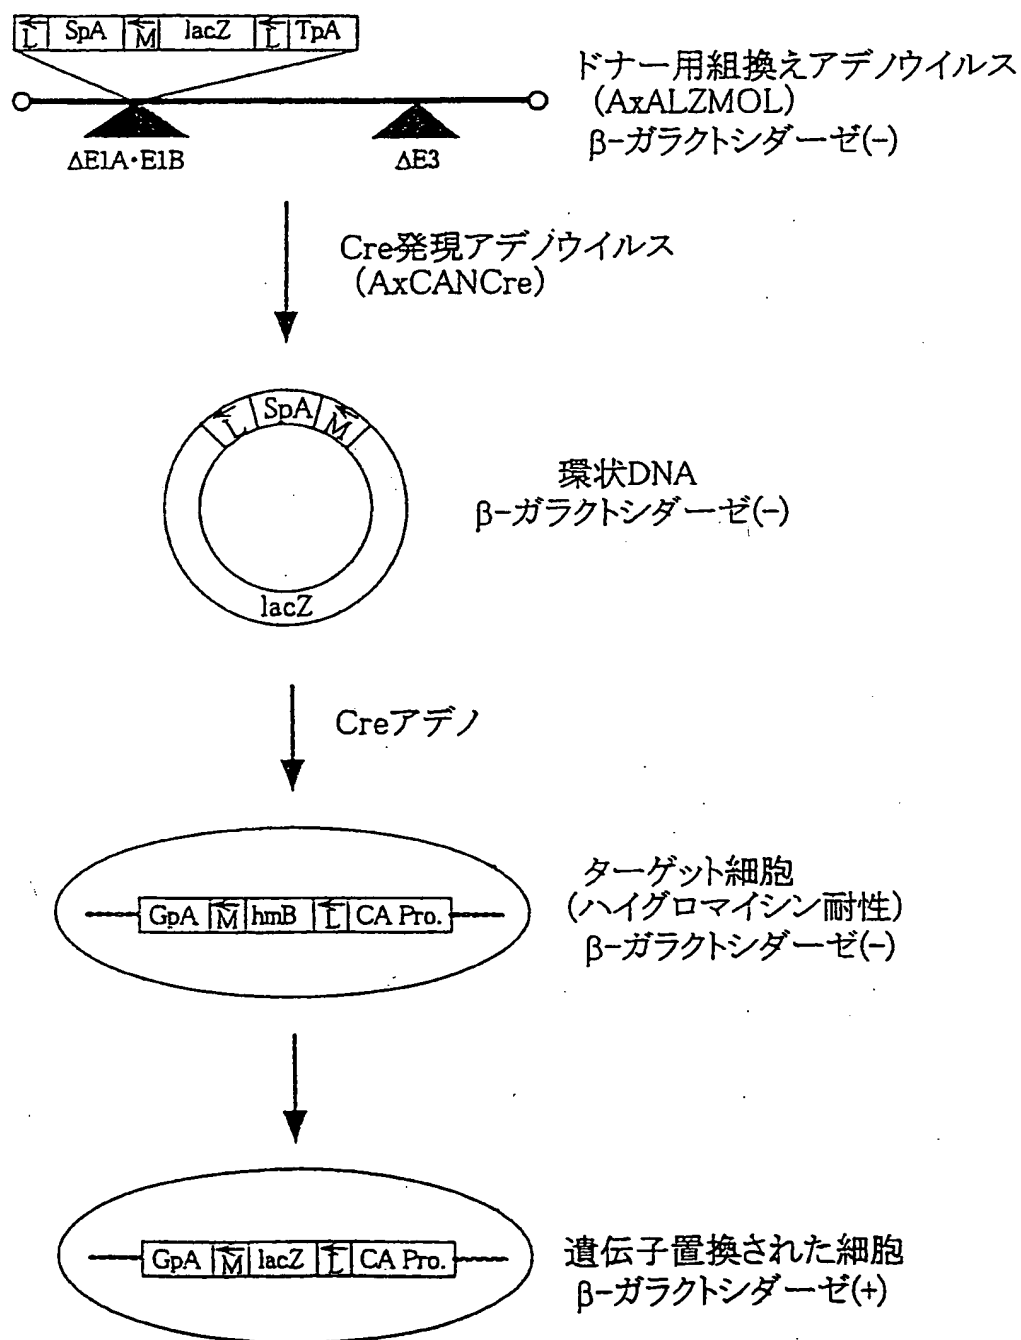 L SpA M lacZ L TpA
ドナー用組換えアデノウイルス
(AxALZMOL)
β-ガラクトシダーゼ(-)
ΔE1A・E1B
ΔE3
Cre発現アデノウイルス
(AxCANCre)
L SpA M
lacZ
環状DNA
β-ガラクトシダーゼ(-)
Creアデノ
GpA M hmB L CA Pro.
ターゲット細胞
(ハイグロマイシン耐性)
β-ガラクトシダーゼ(-)
GpA M lacZ L CA Pro.
遺伝子置換された細胞
β-ガラクトシダーゼ(+)